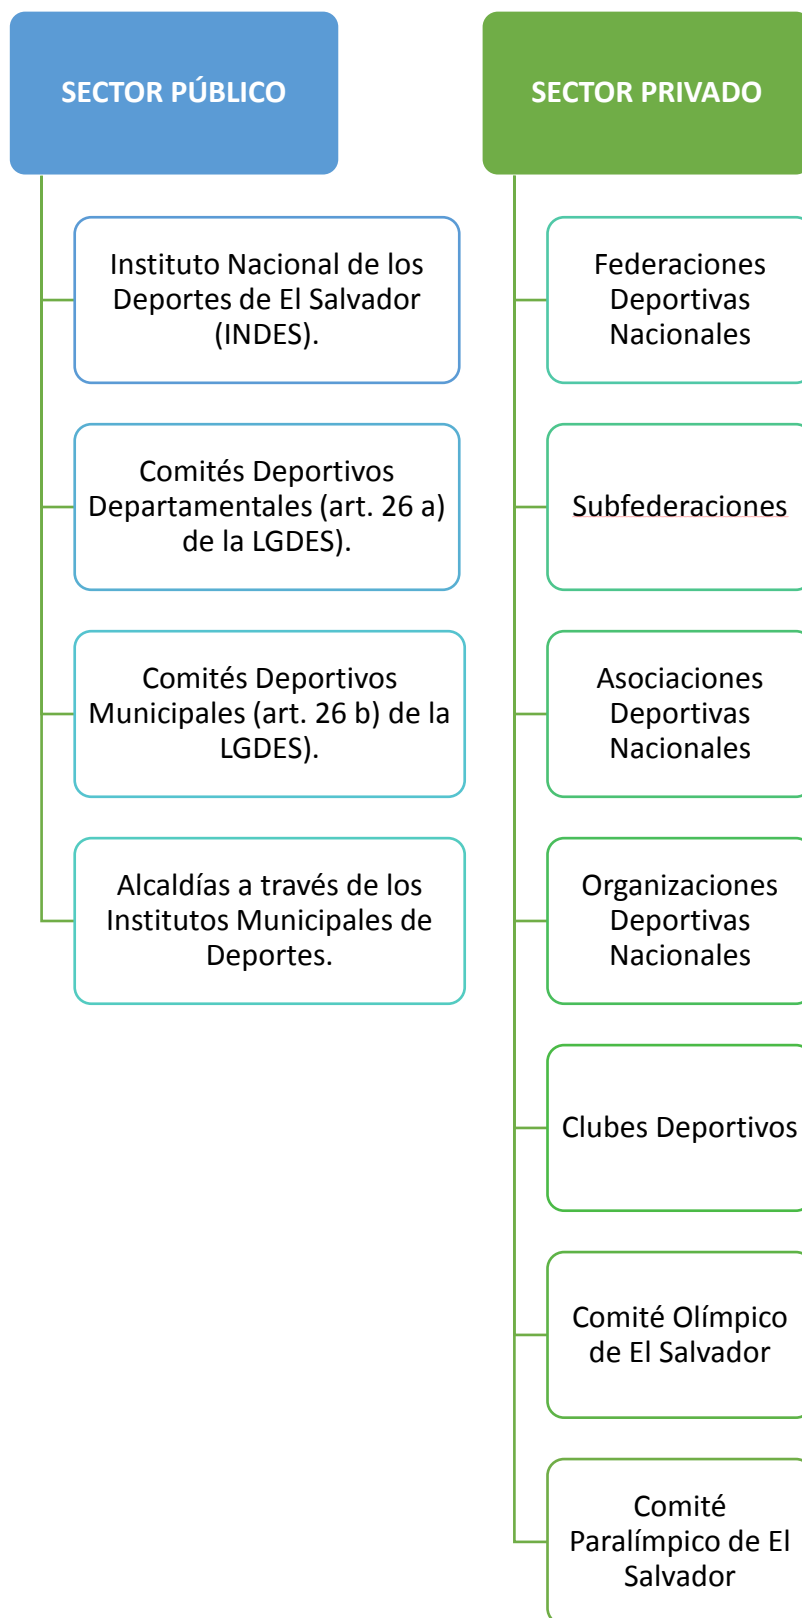 SECTOR PÚBLICO
Instituto Nacional de los
Deportes de El Salvador
(INDES).
Comités Deportivos
Departamentales (art. 26 a)
de la LGDES).
Comités Deportivos
Municipales (art. 26 b) de la
LGDES).
Alcaldías a través de los
Institutos Municipales de
Deportes.
SECTOR PRIVADO
Federaciones
Deportivas
Nacionales
Subfederaciones
Asociaciones
Deportivas
Nacionales
Organizaciones
Deportivas
Nacionales
Clubes Deportivos
Comité Olímpico
de El Salvador
Comité
Paralímpico de El
Salvador